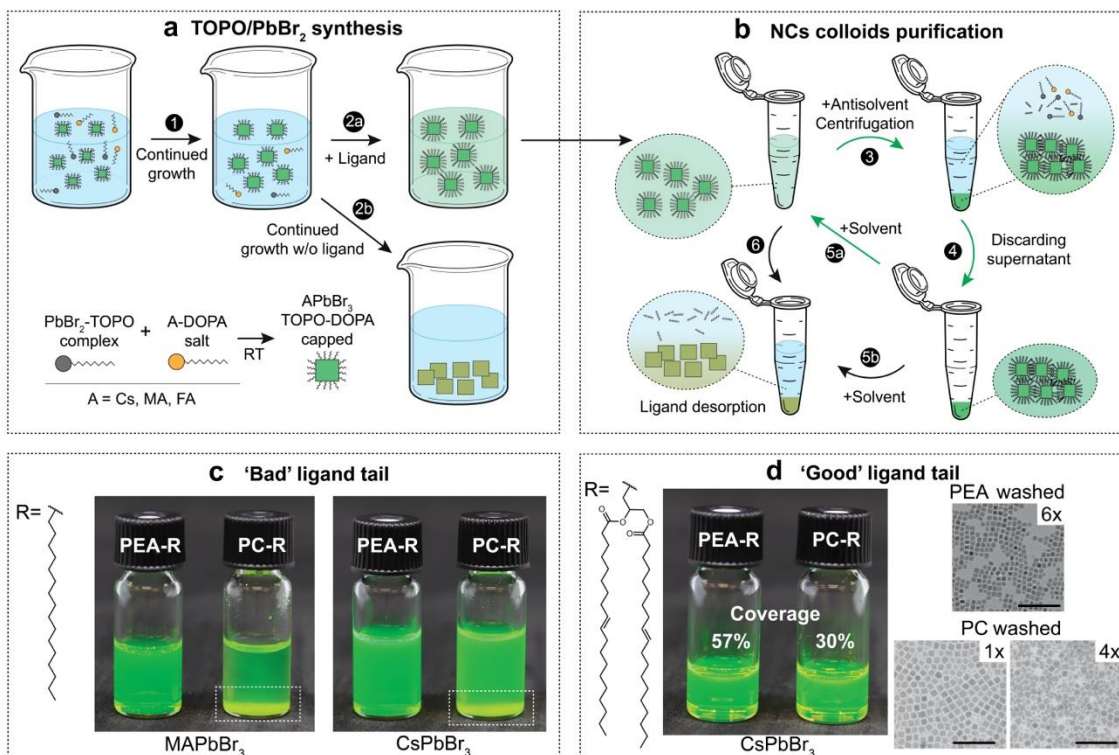 a TOPO/PbBr₂ synthesis
1
Continued
growth
2a
+ Ligand
2b
Continued
growth w/o ligand
PbBr₂-TOPO
complex
+
A-DOPA
salt
RT
APbBr₃
TOPO-DOPA
capped
A = Cs, MA, FA
b NCs colloids purification
+Antisolvent
Centrifugation
3
4
Discarding
supernatant
5a
+Solvent
6
5b
+Solvent
Ligand desorption
c 'Bad' ligand tail
R=
PEA-R
PC-R
PEA-R
PC-R
MAPbBr₃
CsPbBr₃
d 'Good' ligand tail
R=
O
O
O
O
PEA-R
PC-R
Coverage
57%
30%
CsPbBr₃
PEA washed
6x
PC washed
1x
4x